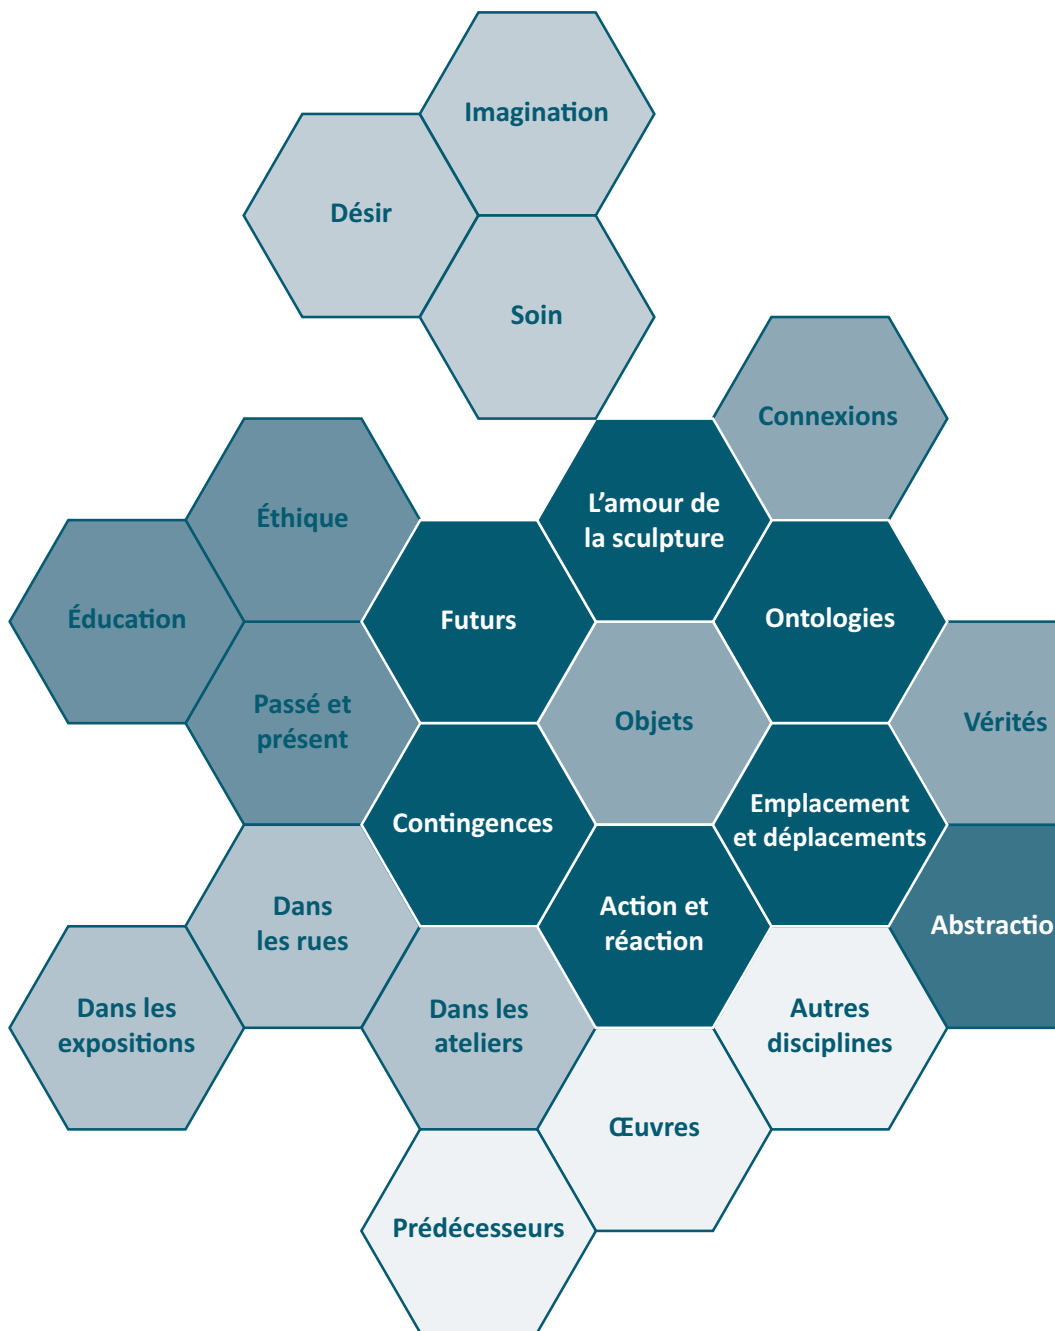 Imagination
Désir
Soin
Connexions
L’amour de
la sculpture
Éthique
Éducation
Futurs
Ontologies
Passé et
présent
Objets
Vérités
Contingences
Emplacement
et déplacements
Dans
les rues
Action et
réaction
Abstractio
Dans les
expositions
Dans les
ateliers
Autres
disciplines
Œuvres
Prédécesseurs